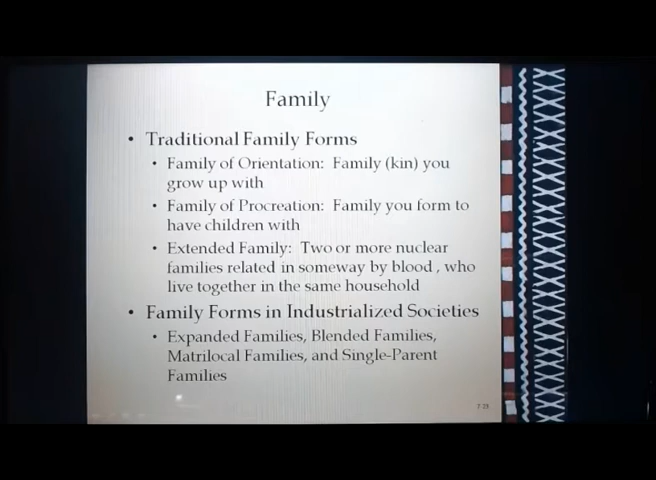 Family
• Traditional Family Forms
• Family of Orientation: Family (kin) you
grow up with
• Family of Procreation: Family you form to
have children with
• Extended Family: Two or more nuclear
families related in someway by blood , who
live together in the same household
• Family Forms in Industrialized Societies
• Expanded Families, Blended Families,
Matrilocal Families, and Single-Parent
Families